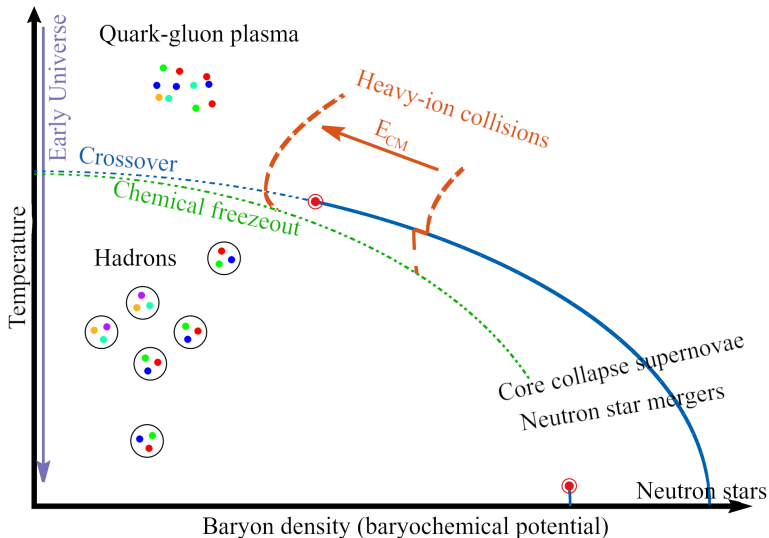 Quark-gluon plasma
Early Universe
Heavy-ion collisions
E_CM
Crossover
Chemical freezeout
Temperature
Hadrons
Core collapse supernovae
Neutron star mergers
Neutron stars
Baryon density (baryochemical potential)